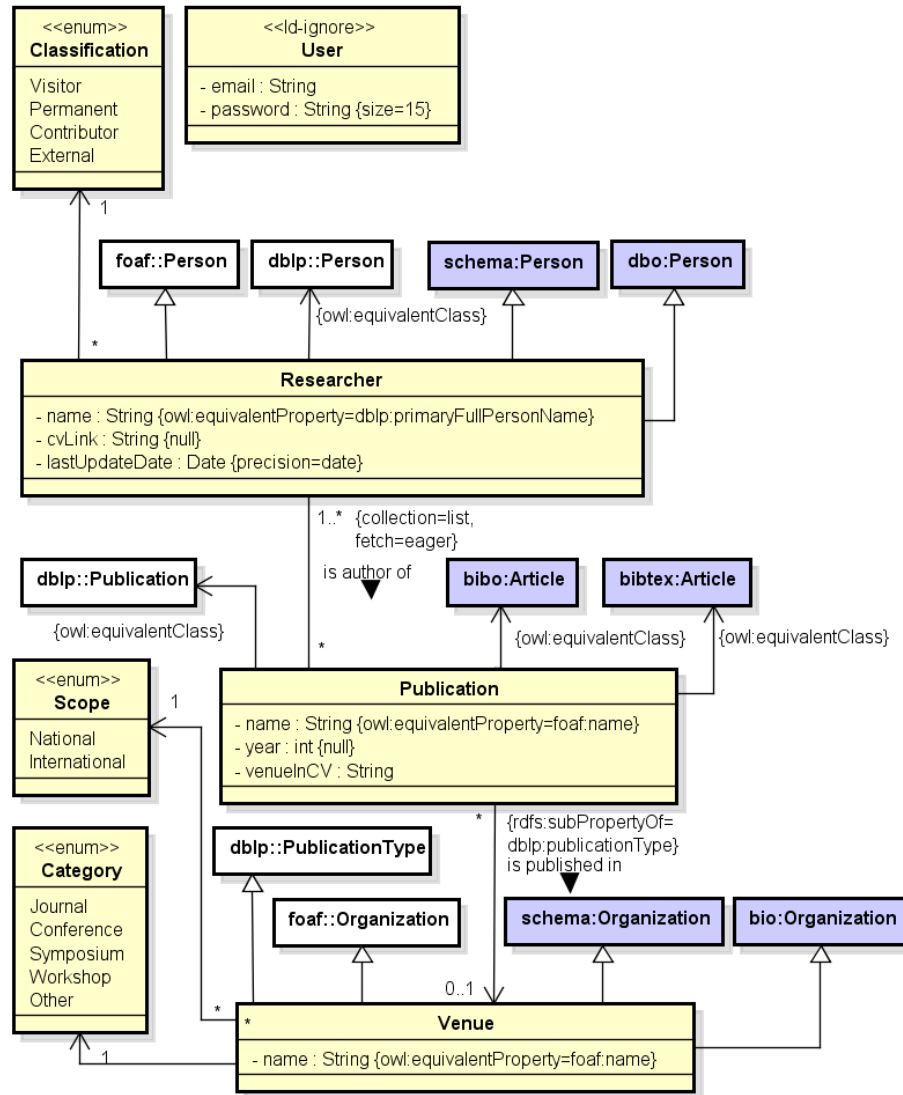 <<enum>>
Classification
Visitor
Permanent
Contributor
External
<<ld-ignore>>
User
- email : String
- password : String {size=15}
1
foaf::Person
dblp::Person
schema:Person
dbo:Person
{owl:equivalentClass}
*
Researcher
- name : String {owl:equivalentProperty=dblp:primaryFullPersonName}
- cvLink : String {null}
- lastUpdateDate : Date {precision=date}
1..* {collection=list,
fetch=eager}
is author of
dblp::Publication
bibo:Article
bibtex:Article
{owl:equivalentClass}
{owl:equivalentClass}
{owl:equivalentClass}
*
<<enum>>
Scope
National
International
1
Publication
- name : String {owl:equivalentProperty=foaf:name}
- year : int {null}
- venueInCV : String
*
{rdfs:subPropertyOf=
dblp:publicationType}
is published in
<<enum>>
Category
Journal
Conference
Symposium
Workshop
Other
dblp::PublicationType
foaf::Organization
schema:Organization
bio:Organization
0..1
*
*
1
Venue
- name : String {owl:equivalentProperty=foaf:name}